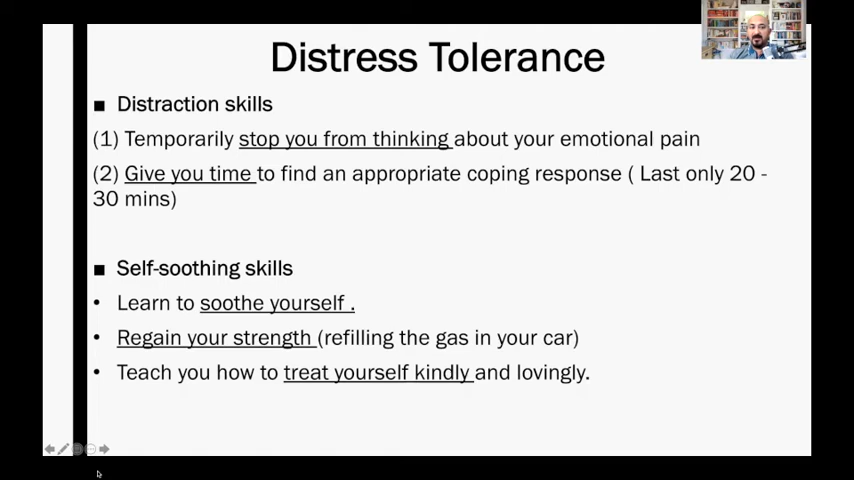 Distress Tolerance
■ Distraction skills
(1) Temporarily stop you from thinking about your emotional pain
(2) Give you time to find an appropriate coping response ( Last only 20 -
30 mins)
■ Self-soothing skills
• Learn to soothe yourself .
• Regain your strength (refilling the gas in your car)
• Teach you how to treat yourself kindly and lovingly.